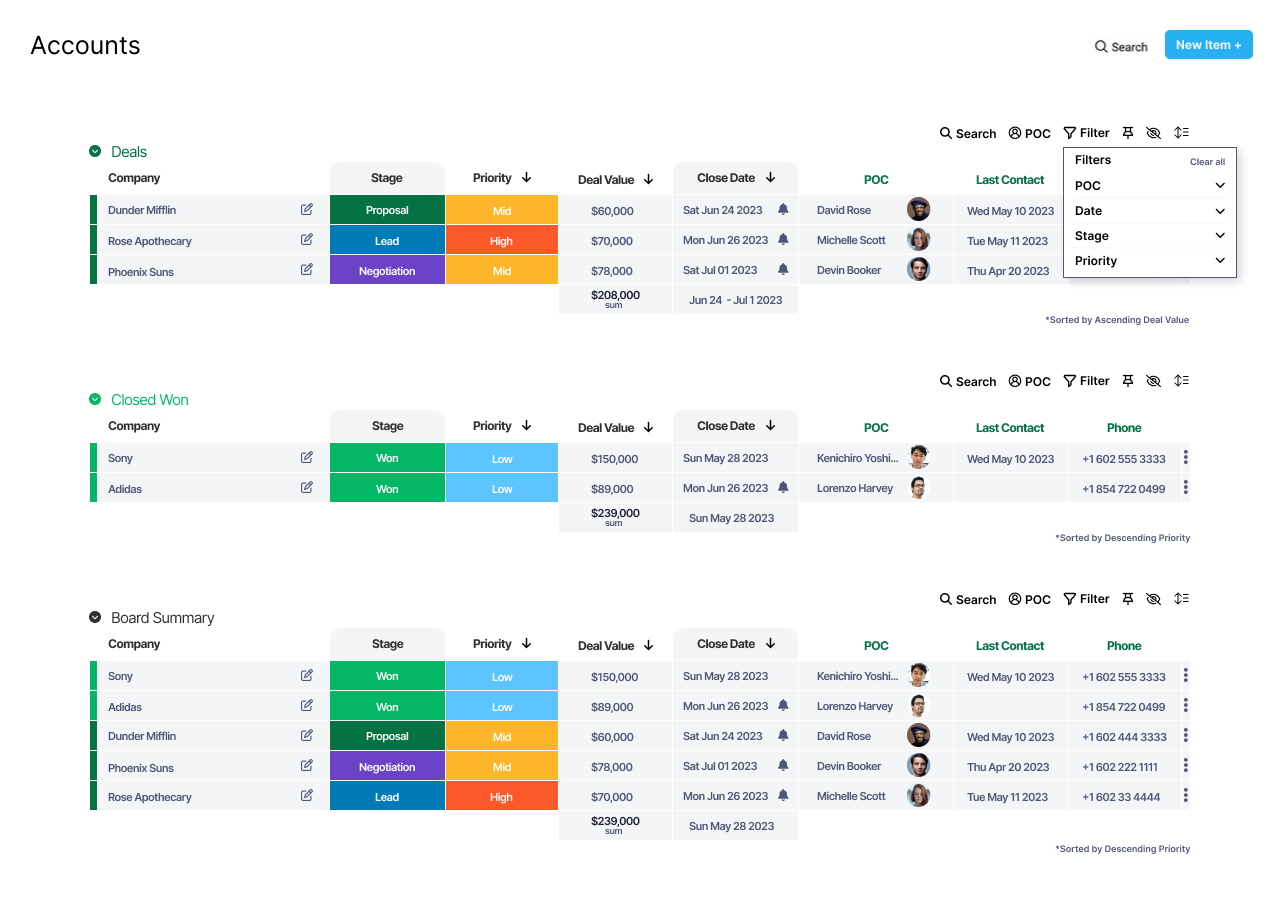 Accounts
Search
New Item +
Search POC Filter
Deals
Filters Clear all
POC
Date
Stage
Priority
Company Stage Priority Deal Value Close Date POC Last Contact
Dunder Mifflin Proposal Mid $60,000 Sat Jun 24 2023 David Rose Wed May 10 2023
Rose Apothecary Lead High $70,000 Mon Jun 26 2023 Michelle Scott Tue May 11 2023
Phoenix Suns Negotiation Mid $78,000 Sat Jul 01 2023 Devin Booker Thu Apr 20 2023
$208,000 Jun 24 - Jul 1 2023
sum
*Sorted by Ascending Deal Value
Search POC Filter
Closed Won
Company Stage Priority Deal Value Close Date POC Last Contact Phone
Sony Won Low $150,000 Sun May 28 2023 Kenichiro Yoshi... Wed May 10 2023 +1 602 555 3333
Adidas Won Low $89,000 Mon Jun 26 2023 Lorenzo Harvey +1 854 722 0499
$239,000 Sun May 28 2023
sum
*Sorted by Descending Priority
Search POC Filter
Board Summary
Company Stage Priority Deal Value Close Date POC Last Contact Phone
Sony Won Low $150,000 Sun May 28 2023 Kenichiro Yoshi... Wed May 10 2023 +1 602 555 3333
Adidas Won Low $89,000 Mon Jun 26 2023 Lorenzo Harvey +1 854 722 0499
Dunder Mifflin Proposal Mid $60,000 Sat Jun 24 2023 David Rose Wed May 10 2023 +1 602 444 3333
Phoenix Suns Negotiation Mid $78,000 Sat Jul 01 2023 Devin Booker Thu Apr 20 2023 +1 602 222 1111
Rose Apothecary Lead High $70,000 Mon Jun 26 2023 Michelle Scott Tue May 11 2023 +1 602 33 4444
$239,000 Sun May 28 2023
sum
*Sorted by Descending Priority